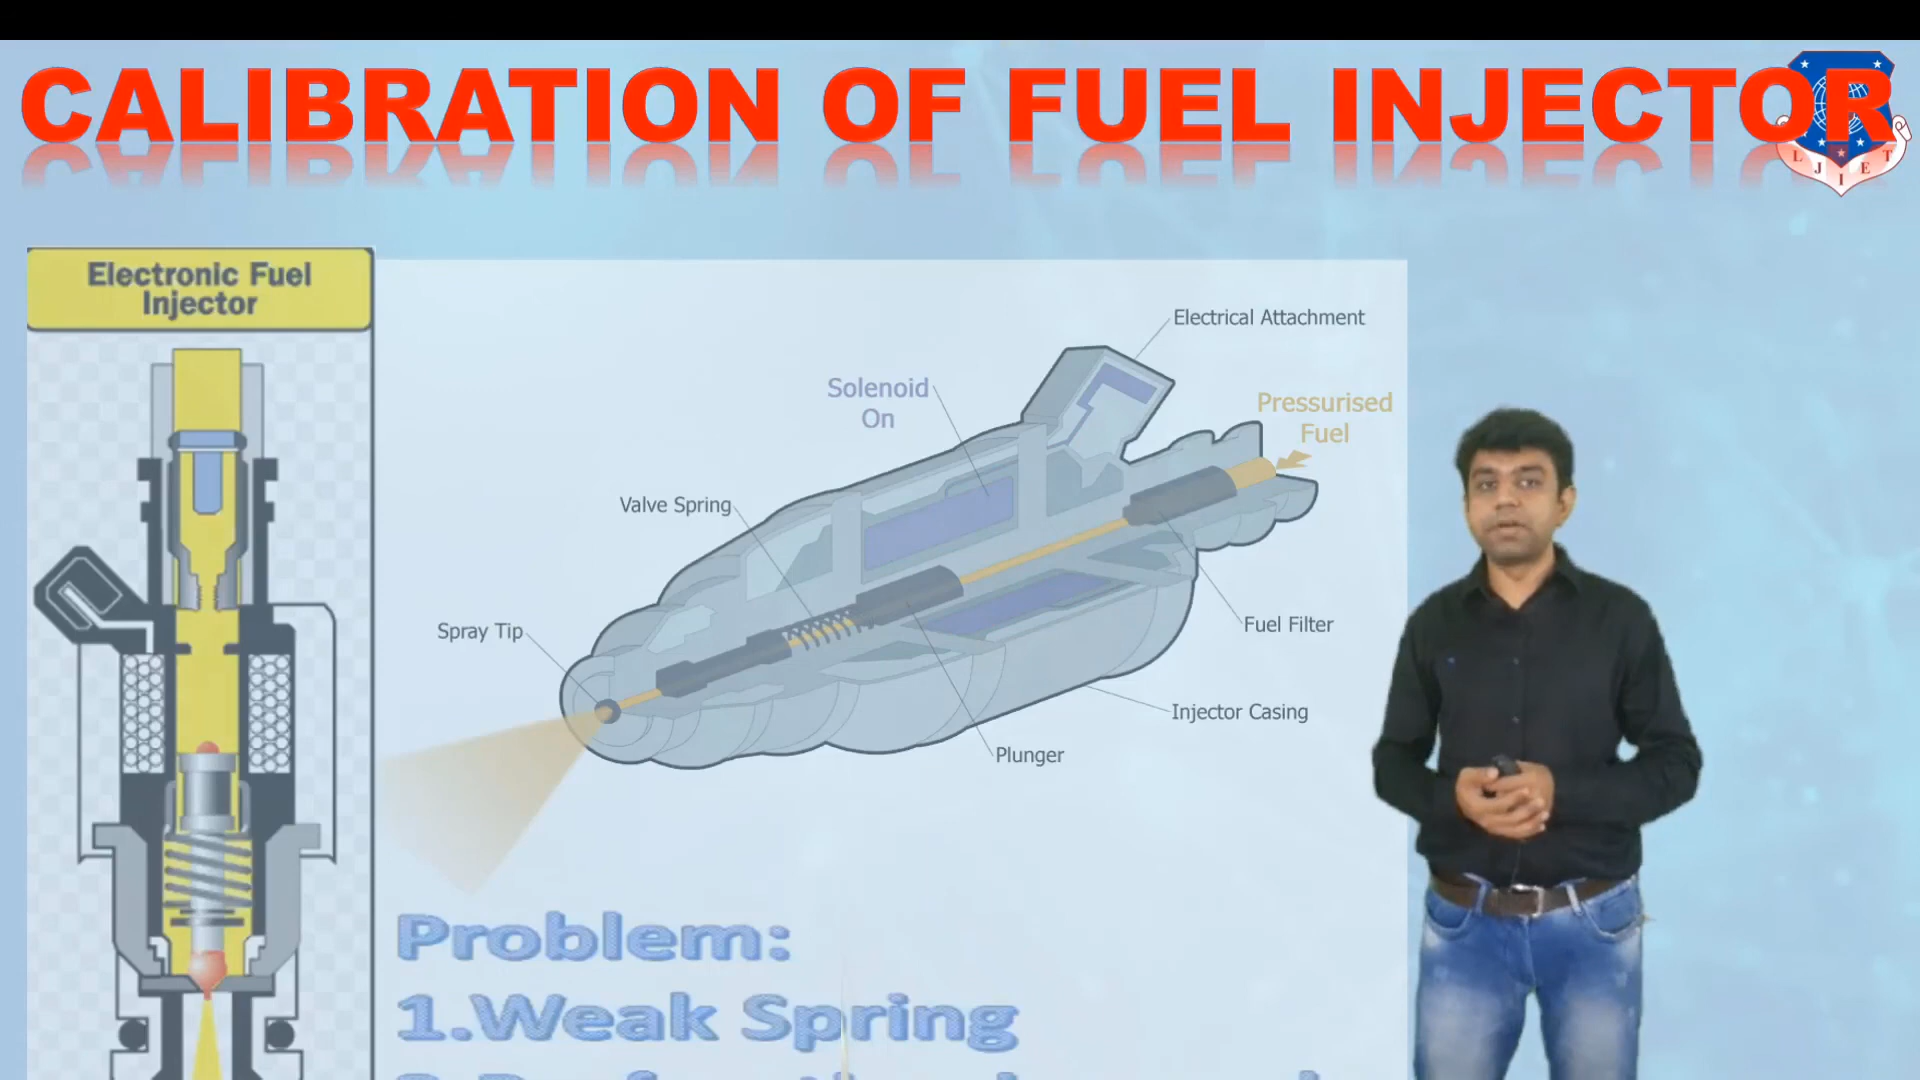 CALIBRATION OF FUEL INJECTOR
L J I E T
Electronic Fuel
Injector
Electrical Attachment
Solenoid
On
Pressurised
Fuel
Valve Spring
Spray Tip
Fuel Filter
Injector Casing
Plunger
Problem:
1.Weak Spring